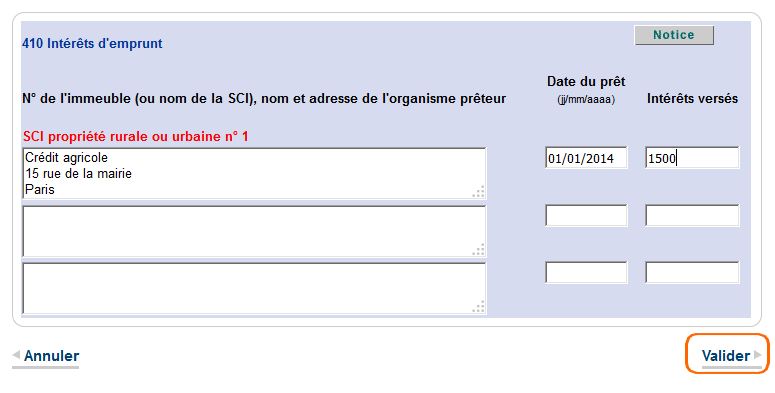 410 Intérêts d'emprunt
Notice
Date du prêt
N° de l'immeuble (ou nom de la SCI), nom et adresse de l'organisme prêteur
(jj/mm/aaaa)
Intérêts versés
SCI propriété rurale ou urbaine n° 1
Crédit agricole
15 rue de la mairie
Paris
01/01/2014
1500
Annuler
Valider